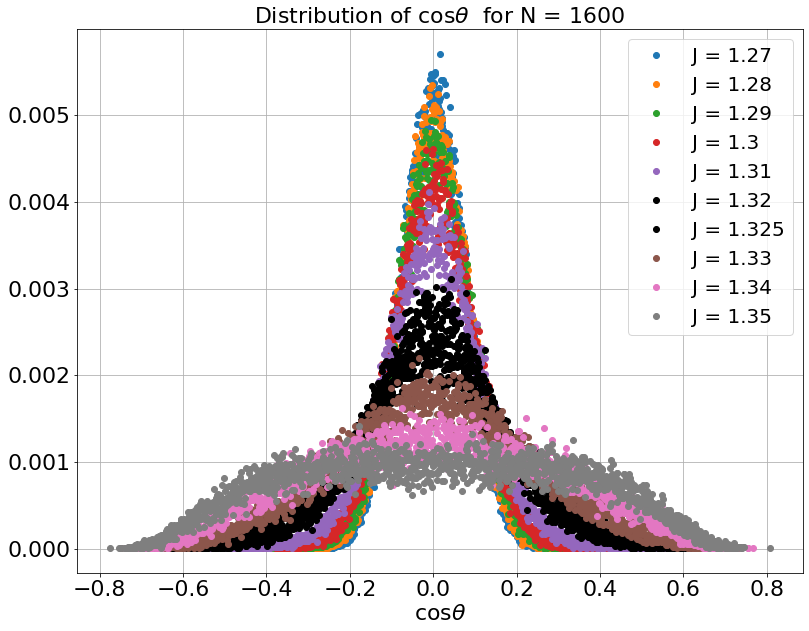 Distribution of cosθ for N = 1600
J = 1.27
J = 1.28
J = 1.29
J = 1.3
J = 1.31
J = 1.32
J = 1.325
J = 1.33
J = 1.34
J = 1.35
0.005
0.004
0.003
0.002
0.001
0.000
−0.8 −0.6 −0.4 −0.2 0.0 0.2 0.4 0.6 0.8
cosθ